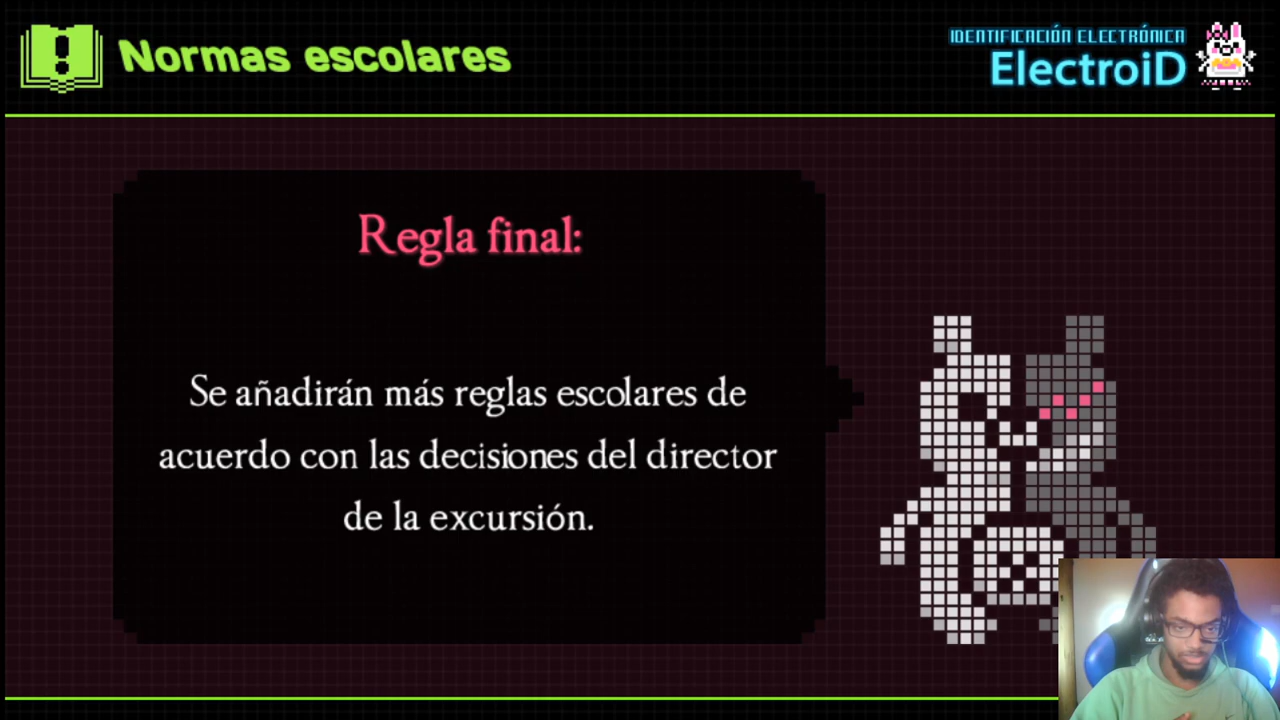 Normas escolares
IDENTIFICACIÓN ELECTRÓNICA
ElectroiD
Regla final:
Se añadirán más reglas escolares de
acuerdo con las decisiones del director
de la excursión.